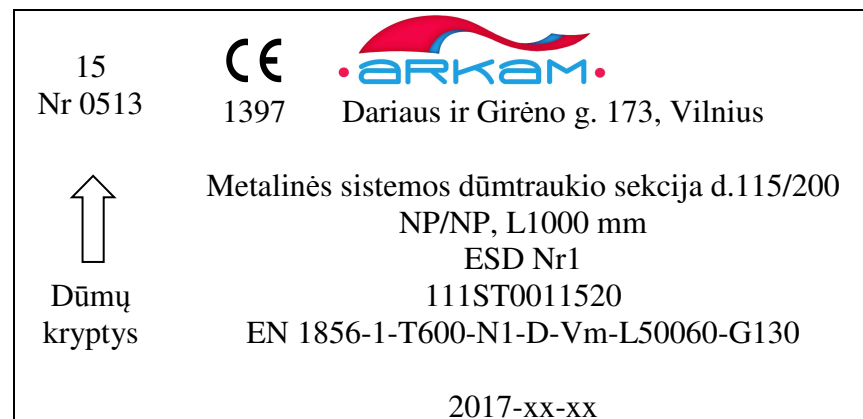 15
Nr 0513
CE
1397
ARKAM
Dariaus ir Girėno g. 173, Vilnius
Dūmų
kryptys
Metalinės sistemos dūmtraukio sekcija d.115/200
NP/NP, L1000 mm
ESD Nr1
111ST0011520
EN 1856-1-T600-N1-D-Vm-L50060-G130
2017-xx-xx